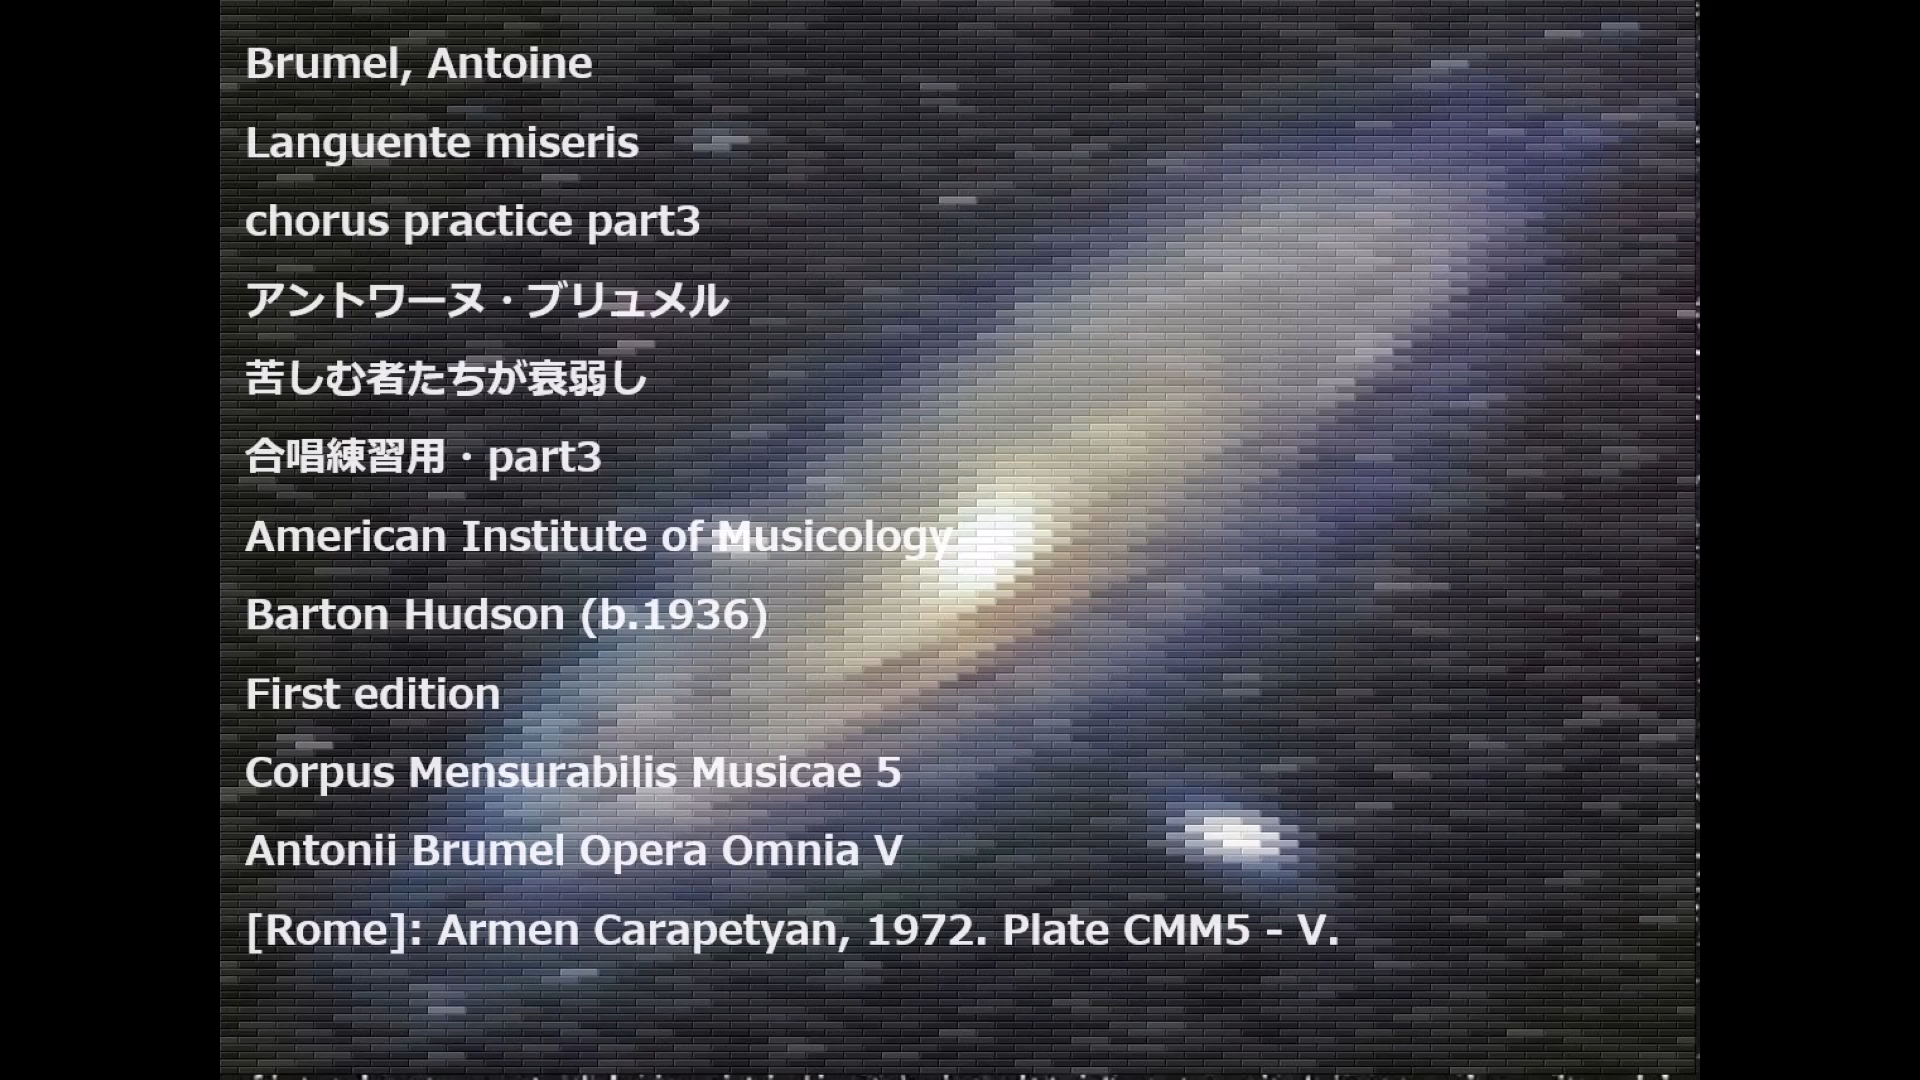 Brumel, Antoine
Languente miseris
chorus practice part3
アントワーヌ・ブリュメル
苦しむ者たちが衰弱し
合唱練習用・part3
American Institute of Musicology
Barton Hudson (b.1936)
First edition
Corpus Mensurabilis Musicae 5
Antonii Brumel Opera Omnia V
[Rome]: Armen Carapetyan, 1972. Plate CMM5 - V.